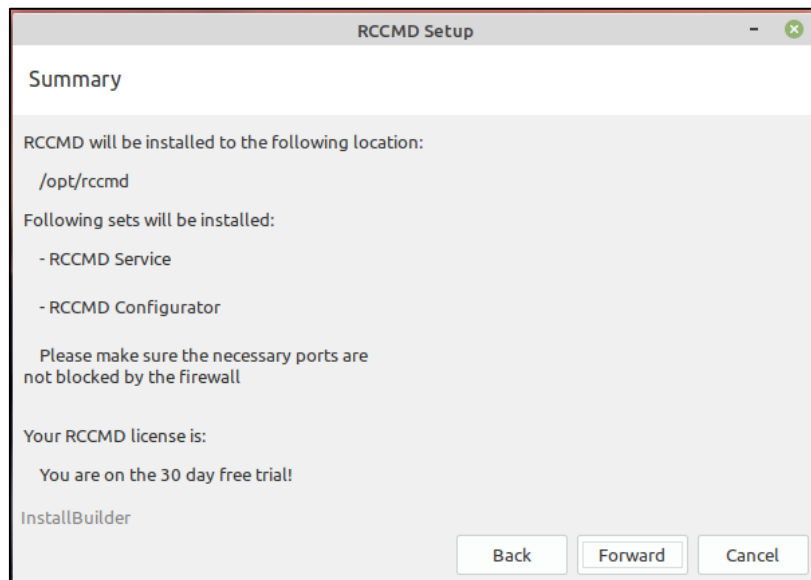 RCCMD Setup
Summary
RCCMD will be installed to the following location:
/opt/rccmd
Following sets will be installed:
- RCCMD Service
- RCCMD Configurator
Please make sure the necessary ports are
not blocked by the firewall
Your RCCMD license is:
You are on the 30 day free trial!
InstallBuilder
Back Forward Cancel